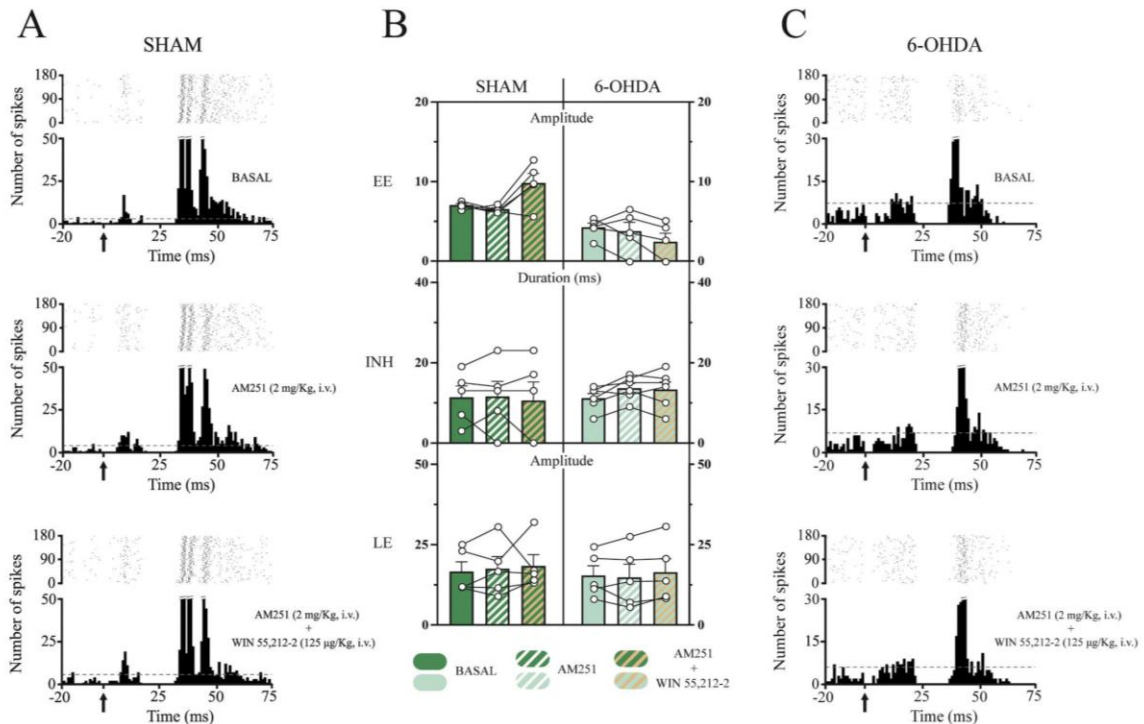 A
SHAM
Number of spikes
180
90
0
50
25
0
BASAL
-20
25
50
75
Time (ms)
180
90
0
50
25
0
Number of spikes
AM251 (2 mg/Kg, i.v.)
-20
25
50
75
Time (ms)
180
90
0
50
25
0
Number of spikes
AM251 (2 mg/Kg, i.v.)
+
WIN 55,212-2 (125 µg/Kg, i.v.)
-20
25
50
75
Time (ms)
B
SHAM 6-OHDA
Amplitude
20 20
EE
10 10
0 0
Duration (ms)
40 40
INH
20 20
0 0
Amplitude
50 50
LE
25 25
0 0
BASAL
AM251
AM251
+
WIN 55,212-2
C
6-OHDA
Number of spikes
180
90
0
30
15
0
BASAL
-20
25
50
75
Time (ms)
180
90
0
30
15
0
Number of spikes
AM251 (2 mg/Kg, i.v.)
-20
25
50
75
Time (ms)
180
90
0
30
15
0
Number of spikes
AM251 (2 mg/Kg, i.v.)
+
WIN 55,212-2 (125 µg/Kg, i.v.)
-20
25
50
75
Time (ms)